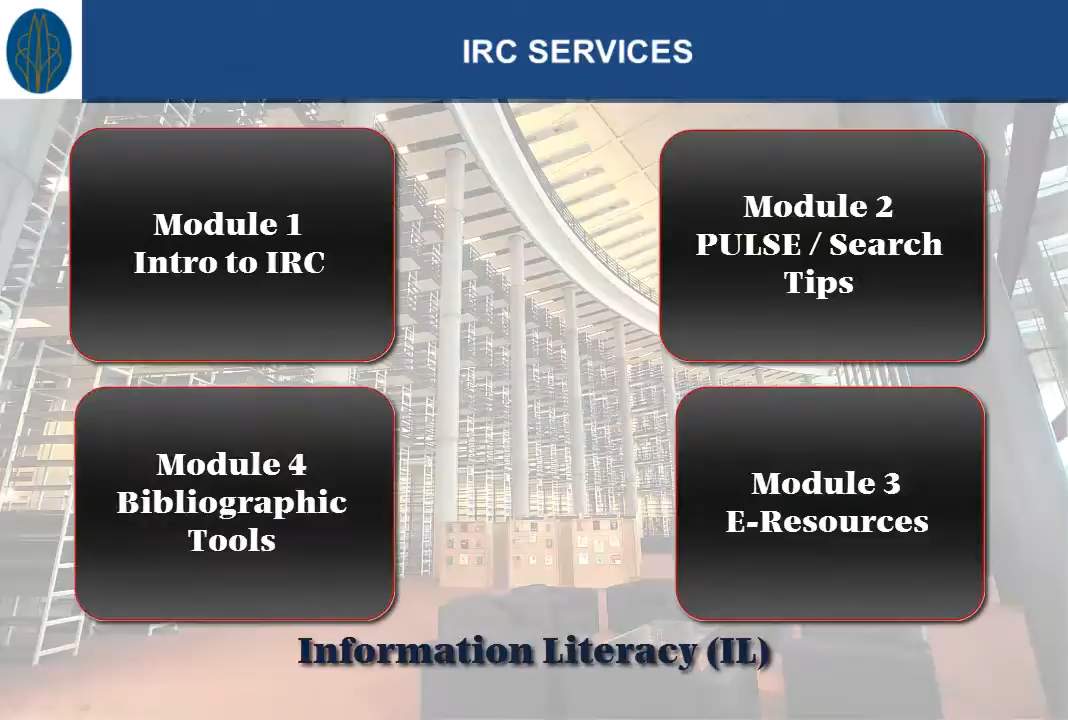 IRC SERVICES
Module 1
Intro to IRC
Module 2
PULSE / Search
Tips
Module 4
Bibliographic
Tools
Module 3
E-Resources
Information Literacy (IL)